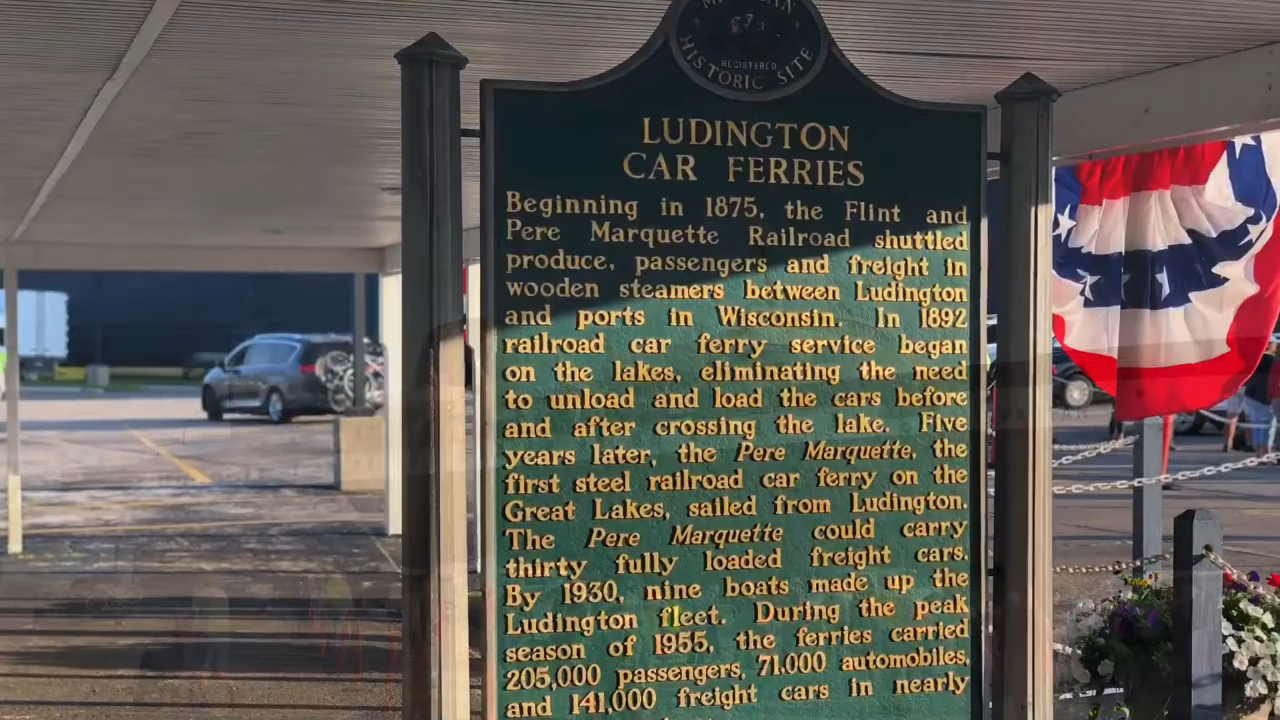 HISTORIC SITE
REGISTERED
LUDINGTON
CAR FERRIES
Beginning in 1875, the Flint and
Pere Marquette Railroad shuttled
produce, passengers and freight in
wooden steamers between Ludington
and ports in Wisconsin. In 1892
railroad car ferry service began
on the lakes, eliminating the need
to unload and load the cars before
and after crossing the lake. Five
years later, the Pere Marquette, the
first steel railroad car ferry on the
Great Lakes, sailed from Ludington.
The Pere Marquette could carry
thirty fully loaded freight cars.
By 1930, nine boats made up the
Ludington fleet. During the peak
season of 1955, the ferries carried
205,000 passengers, 71,000 automobiles,
and 141,000 freight cars in nearly